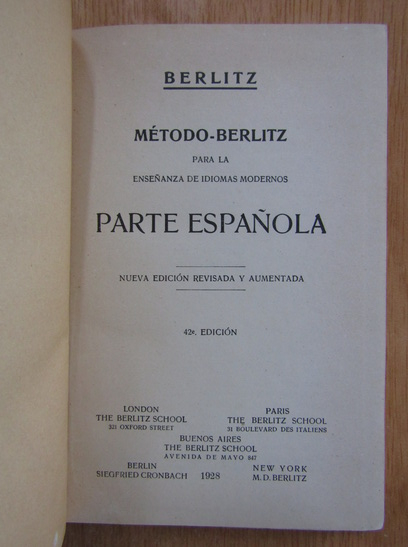 BERLITZ
MÉTODO-BERLITZ
PARA LA
ENSEÑANZA DE IDIOMAS MODERNOS
PARTE ESPAÑOLA
NUEVA EDICIÓN REVISADA Y AUMENTADA
42e. EDICIÓN
LONDON
THE BERLITZ SCHOOL
321 OXFORD STREET
PARIS
THE BERLITZ SCHOOL
31 BOULEVARD DES ITALIENS
BUENOS AIRES
THE BERLITZ SCHOOL
AVENIDA DE MAYO 847
BERLIN
SIEGFRIED CRONBACH
1928
NEW YORK
M. D. BERLITZ